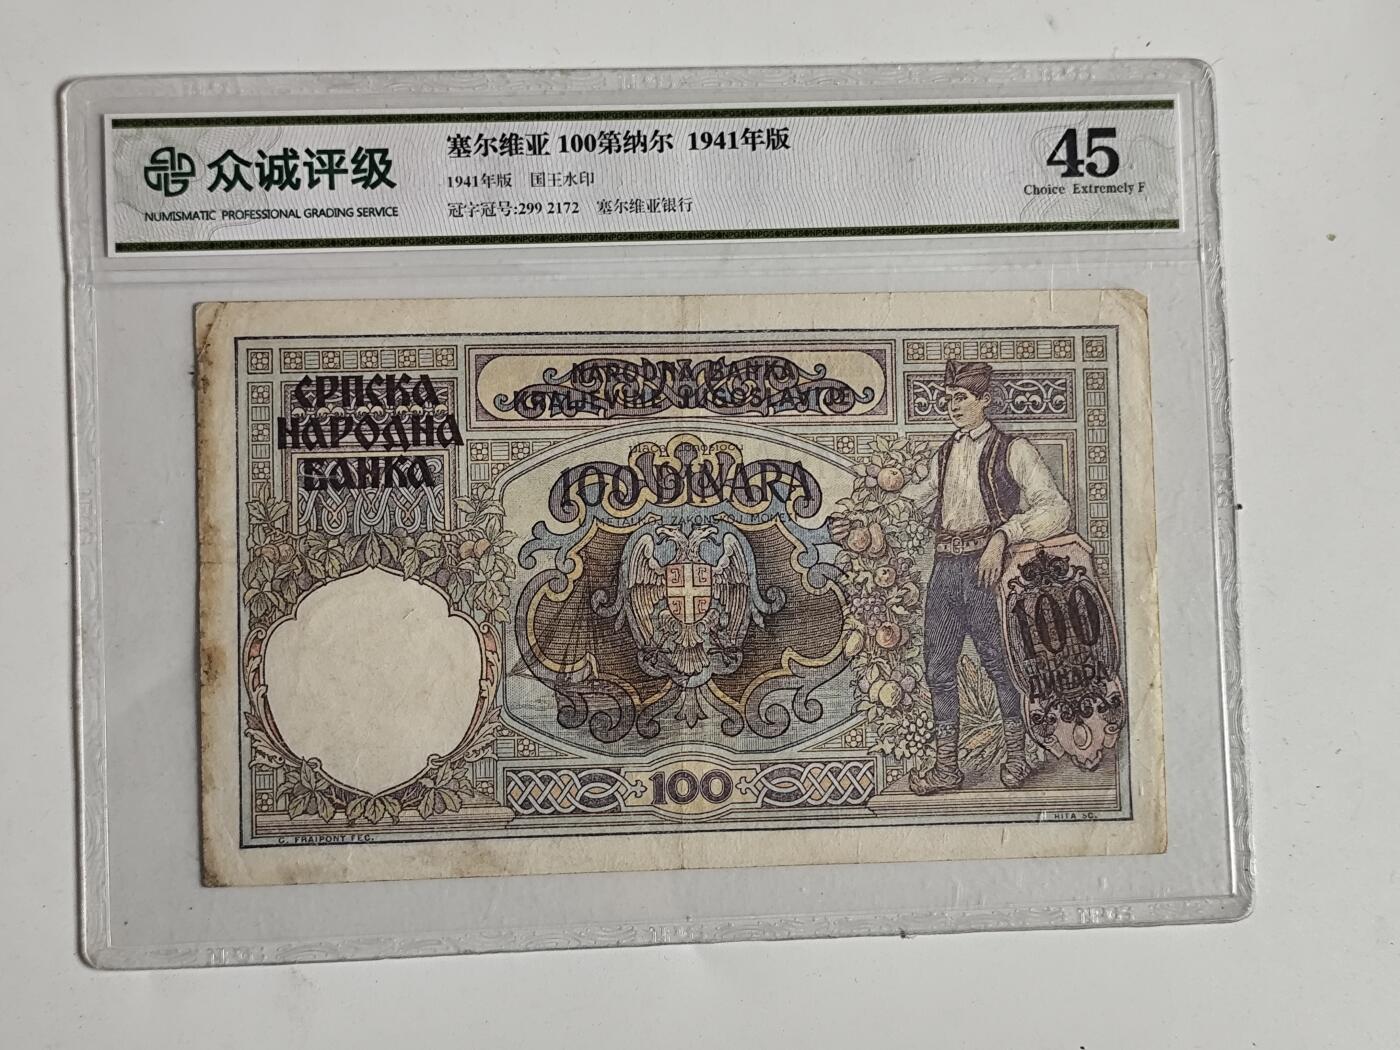 众诚评级
NUMISMATIC PROFESSIONAL GRADING SERVICE
塞尔维亚 100第纳尔 1941年版
1941年版 国王水印
冠字冠号:299 2172 塞尔维亚银行
45
Choice Extremely F
СРПСКА
НАРОДНА
БАНКА
NARODNA BANKA
KRALJEVINE JUGOSLAVIJE
100 DINARA
100
ДИНАРА
100
G. FRAIPONT FEC.
RITA SC.